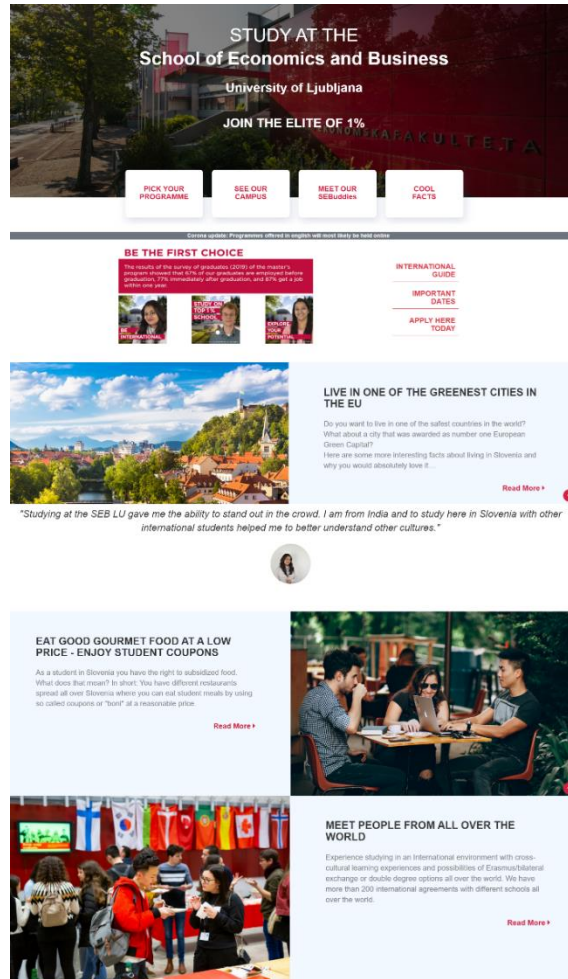 STUDY AT THE
School of Economics and Business
University of Ljubljana
JOIN THE ELITE OF 1%
EKONOMSKA FAKULTETA
PICK YOUR
PROGRAMME
SEE OUR
CAMPUS
MEET OUR
SEBuddies
COOL
FACTS
Corona update: Programmes offered in english will most likely be held online
BE THE FIRST CHOICE
The results of the survey of graduates (2019) of the master's
program showed that 67% of our graduates are employed before
graduation, 77% immediately after graduation, and 87% get a job
within one year.
BE
INTERNATIONAL
STUDY ON
TOP 1%
SCHOOL
EXPLORE
YOUR
POTENTIAL
INTERNATIONAL
GUIDE
IMPORTANT
DATES
APPLY HERE
TODAY
LIVE IN ONE OF THE GREENEST CITIES IN
THE EU
Do you want to live in one of the safest countries in the world?
What about a city that was awarded as number one European
Green Capital?
Here are some more interesting facts about living in Slovenia and
why you would absolutely love it...
Read More
"Studying at the SEB LU gave me the ability to stand out in the crowd. I am from India and to study here in Slovenia with other
international students helped me to better understand other cultures."
EAT GOOD GOURMET FOOD AT A LOW
PRICE - ENJOY STUDENT COUPONS
As a student in Slovenia you have the right to subsidized food.
What does that mean? In short: You have different restaurants
spread all over Slovenia where you can eat student meals by using
so called coupons or "boni" at a reasonable price.
Read More
MEET PEOPLE FROM ALL OVER THE
WORLD
Experience studying in an International environment with cross-
cultural learning experiences and possibilities of Erasmus/bilateral
exchange or double degree options all over the world. We have
more than 200 international agreements with different schools all
over the world.
Read More